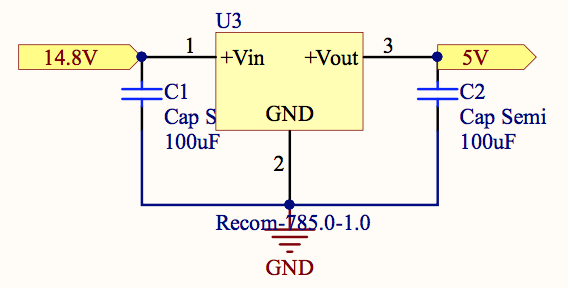 U3
14.8V
1
+Vin
+Vout
3
5V
C1
Cap S
100uF
GND
C2
Cap Semi
100uF
2
Recom-785.0-1.0
GND